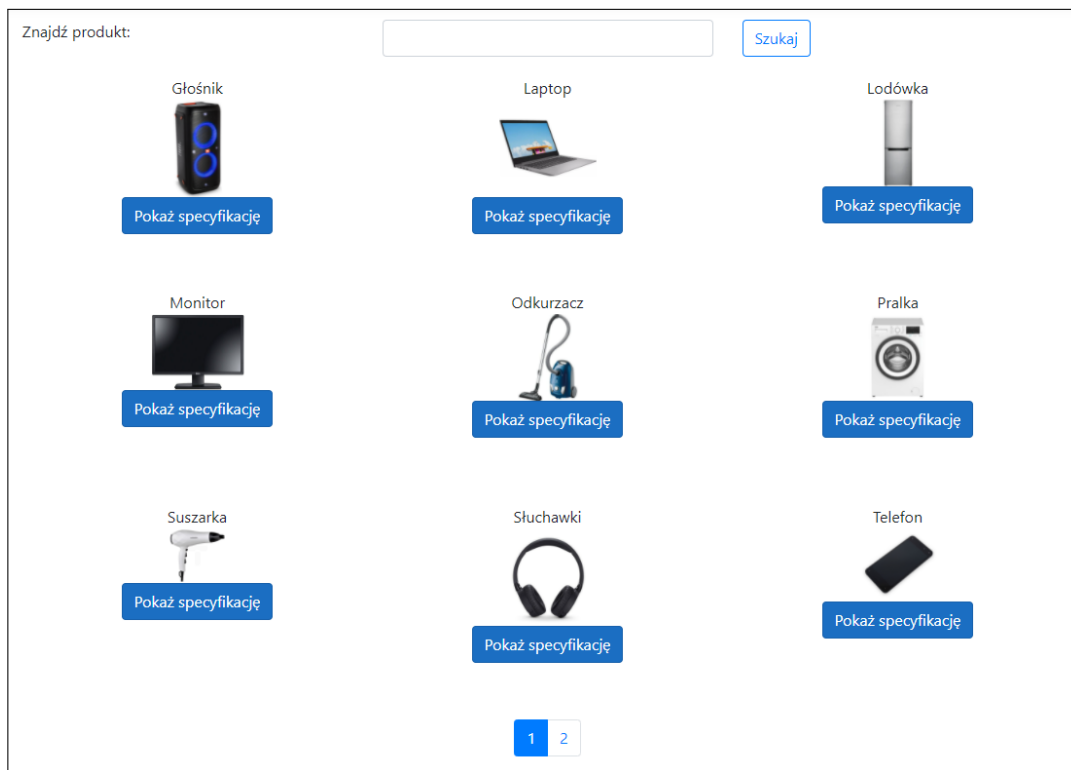 Znajdź produkt:
Szukaj
Głośnik
Laptop
Lodówka
Pokaż specyfikację
Pokaż specyfikację
Pokaż specyfikację
Monitor
Odkurzacz
Pralka
Pokaż specyfikację
Pokaż specyfikację
Pokaż specyfikację
Suszarka
Słuchawki
Telefon
Pokaż specyfikację
Pokaż specyfikację
Pokaż specyfikację
1 2